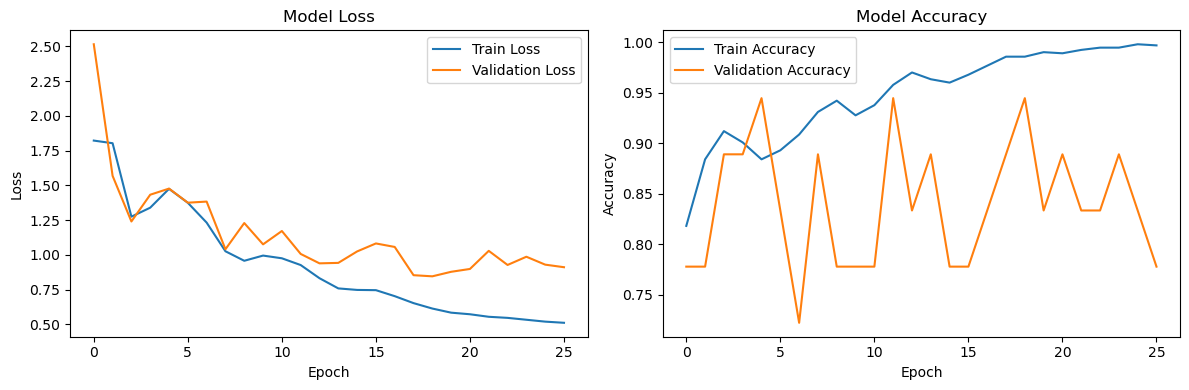 Model Loss
Train Loss
Validation Loss
2.50
2.25
2.00
1.75
1.50
1.25
1.00
0.75
0.50
Loss
0 5 10 15 20 25
Epoch
Model Accuracy
Train Accuracy
Validation Accuracy
1.00
0.95
0.90
0.85
0.80
0.75
Accuracy
0 5 10 15 20 25
Epoch